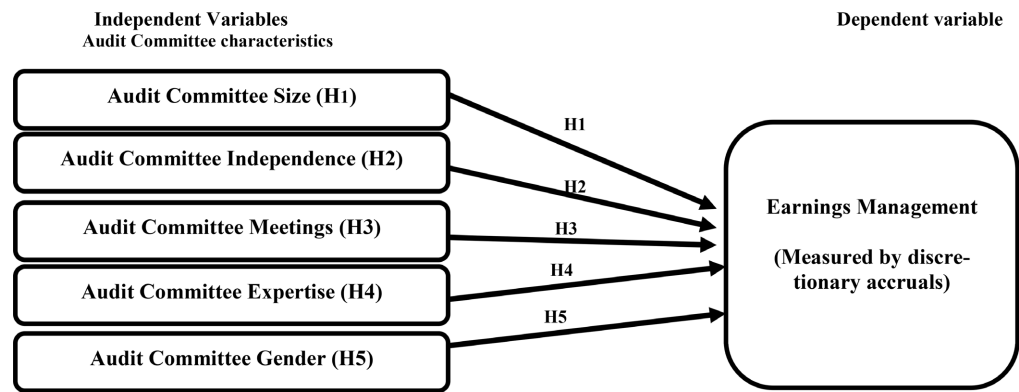 Independent Variables
Audit Committee characteristics
Dependent variable
Audit Committee Size (H1)
Audit Committee Independence (H2)
Audit Committee Meetings (H3)
Audit Committee Expertise (H4)
Audit Committee Gender (H5)
H1
H2
H3
H4
H5
Earnings Management
(Measured by discre-
tionary accruals)